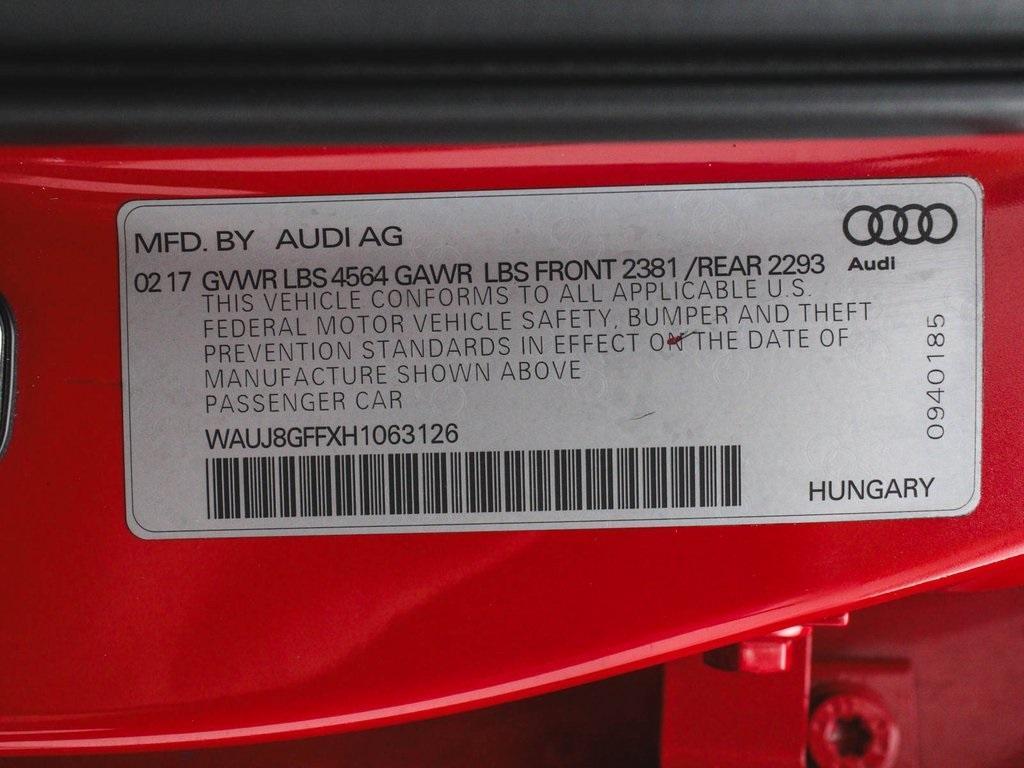 MFD. BY AUDI AG
Audi
02 17 GVWR LBS 4564 GAWR LBS FRONT 2381 /REAR 2293
THIS VEHICLE CONFORMS TO ALL APPLICABLE U.S.
FEDERAL MOTOR VEHICLE SAFETY, BUMPER AND THEFT
PREVENTION STANDARDS IN EFFECT ON THE DATE OF
MANUFACTURE SHOWN ABOVE
PASSENGER CAR
WAUJ8GFFXH1063126
HUNGARY
0940185